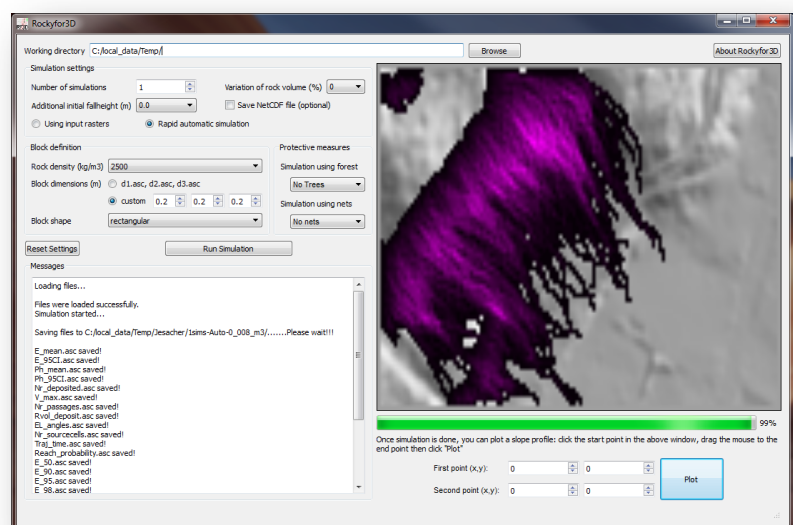 Rockyfor3D
Working directory C:/local_data/Temp/
Browse
About Rockyfor3D
Simulation settings
Number of simulations 1 Variation of rock volume (%) 0
Additional initial fallheight (m) 0.0 Save NetCDF file (optional)
Using input rasters Rapid automatic simulation
Block definition
Rock density (kg/m3) 2500
Block dimensions (m) d1.asc, d2.asc, d3.asc
custom 0.2 0.2 0.2
Block shape rectangular
Protective measures
Simulation using forest
No Trees
Simulation using nets
No nets
Reset Settings
Run Simulation
Messages
Loading files...
Files were loaded successfully.
Simulation started...
Saving files to C:/local_data/Temp/Jesacher/1sims-Auto-0_008_m3/......Please wait!!!
E_mean.asc saved!
E_95CI.asc saved!
Ph_mean.asc saved!
Ph_95CI.asc saved!
Nr_deposited.asc saved!
V_max.asc saved!
Nr_passages.asc saved!
Rvol_deposit.asc saved!
EL_angles.asc saved!
Nr_sourcecells.asc saved!
Traj_time.asc saved!
Reach_probability.asc saved!
E_50.asc saved!
E_90.asc saved!
E_95.asc saved!
E_98.asc saved!
99%
Once simulation is done, you can plot a slope profile: click the start point in the above window, drag the mouse to the
end point then click "Plot"
First point (x,y): 0 0
Second point (x,y): 0 0
Plot